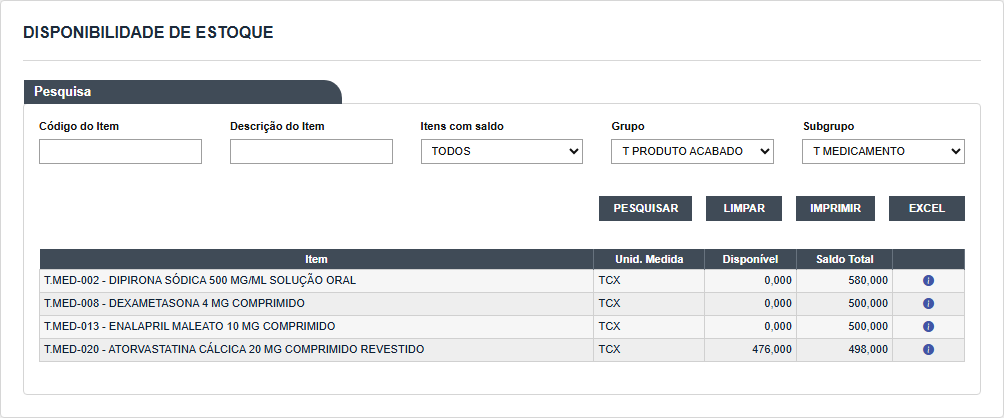 DISPONIBILIDADE DE ESTOQUE
Pesquisa
Código do Item Descrição do Item Itens com saldo Grupo Subgrupo
TODOS T PRODUTO ACABADO T MEDICAMENTO
PESQUISAR LIMPAR IMPRIMIR EXCEL
Item Unid. Medida Disponível Saldo Total
T.MED-002 - DIPIRONA SÓDICA 500 MG/ML SOLUÇÃO ORAL TCX 0,000 580,000 i
T.MED-008 - DEXAMETASONA 4 MG COMPRIMIDO TCX 0,000 500,000 i
T.MED-013 - ENALAPRIL MALEATO 10 MG COMPRIMIDO TCX 0,000 500,000 i
T.MED-020 - ATORVASTATINA CÁLCICA 20 MG COMPRIMIDO REVESTIDO TCX 476,000 498,000 i